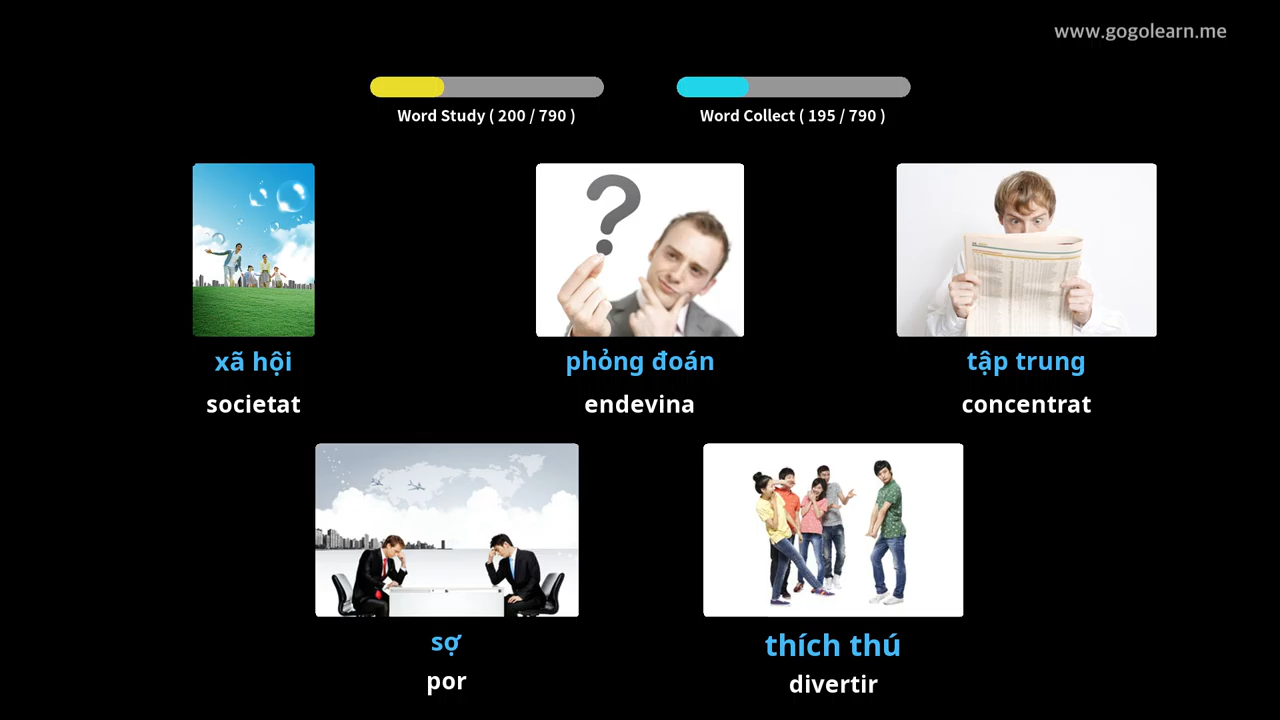 www.gogolearn.me
Word Study ( 200 / 790 )
Word Collect ( 195 / 790 )
xã hội
societat
phỏng đoán
endevina
tập trung
concentrat
sợ
por
thích thú
divertir